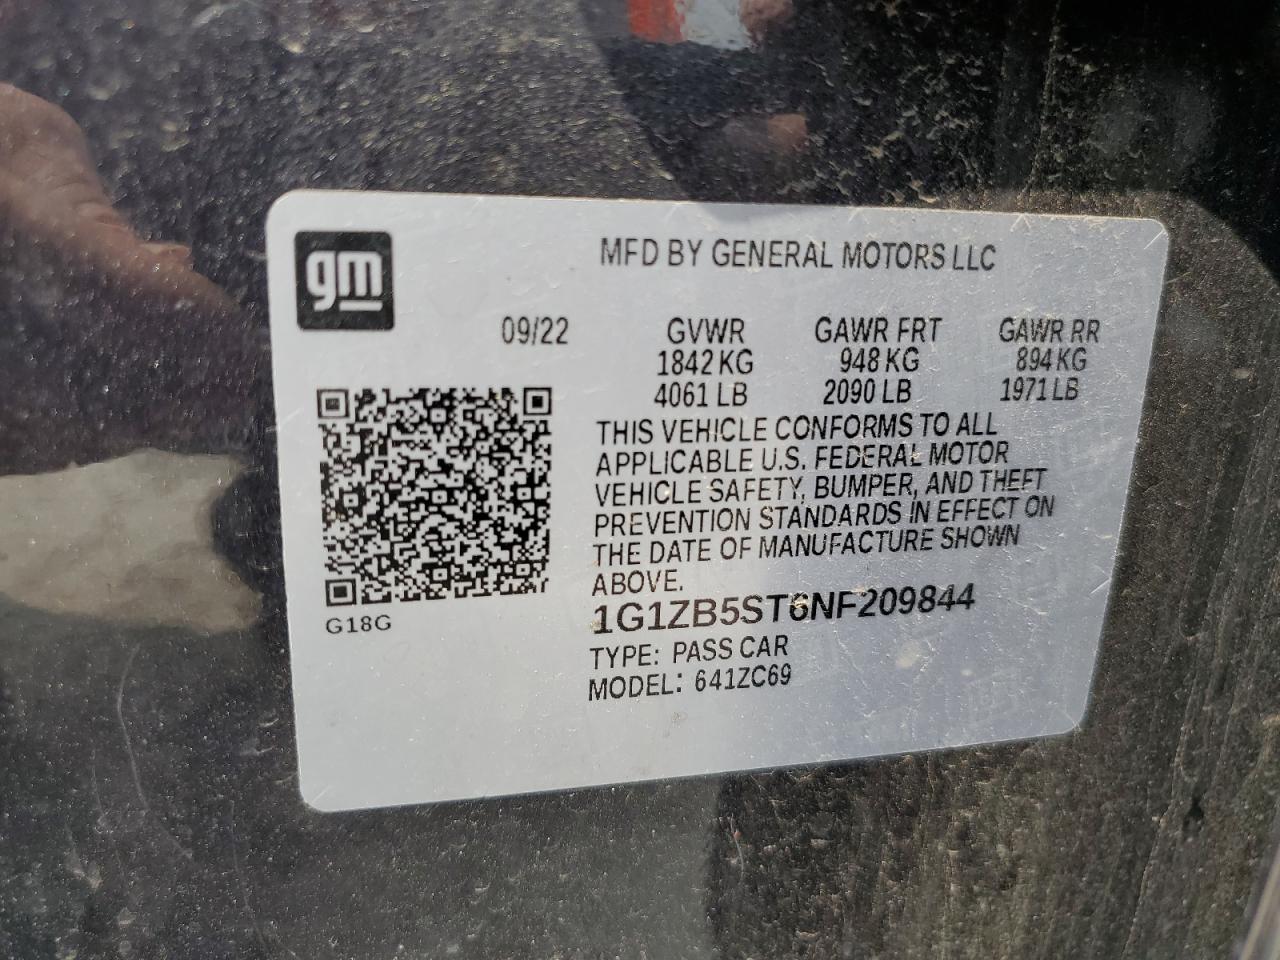 gm
MFD BY GENERAL MOTORS LLC
09/22 GVWR GAWR FRT GAWR RR
1842 KG 948 KG 894 KG
4061 LB 2090 LB 1971 LB
THIS VEHICLE CONFORMS TO ALL
APPLICABLE U.S. FEDERAL MOTOR
VEHICLE SAFETY, BUMPER, AND THEFT
PREVENTION STANDARDS IN EFFECT ON
THE DATE OF MANUFACTURE SHOWN
ABOVE.
1G1ZB5ST6NF209844
G18G
TYPE: PASS CAR
MODEL: 641ZC69